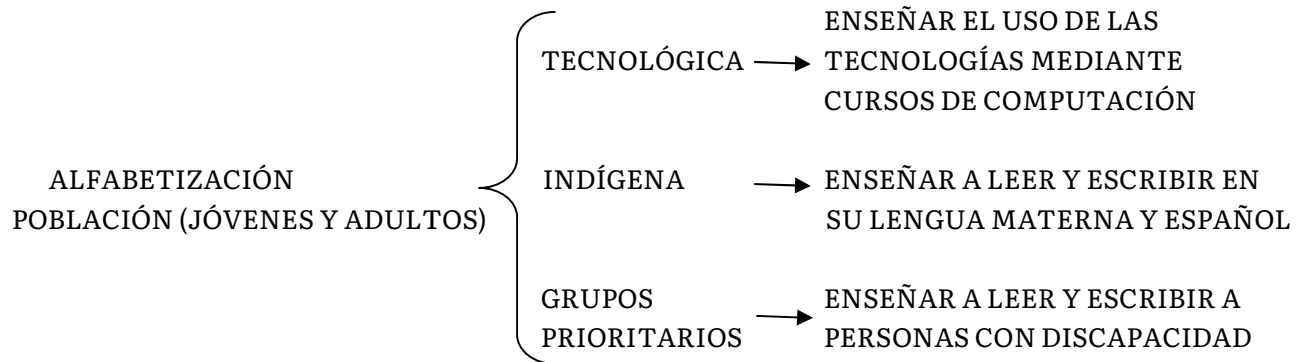 ALFABETIZACIÓN
POBLACIÓN (JÓVENES Y ADULTOS)
TECNOLÓGICA
ENSEÑAR EL USO DE LAS
TECNOLOGÍAS MEDIANTE
CURSOS DE COMPUTACIÓN
INDÍGENA
ENSEÑAR A LEER Y ESCRIBIR EN
SU LENGUA MATERNA Y ESPAÑOL
GRUPOS
PRIORITARIOS
ENSEÑAR A LEER Y ESCRIBIR A
PERSONAS CON DISCAPACIDAD